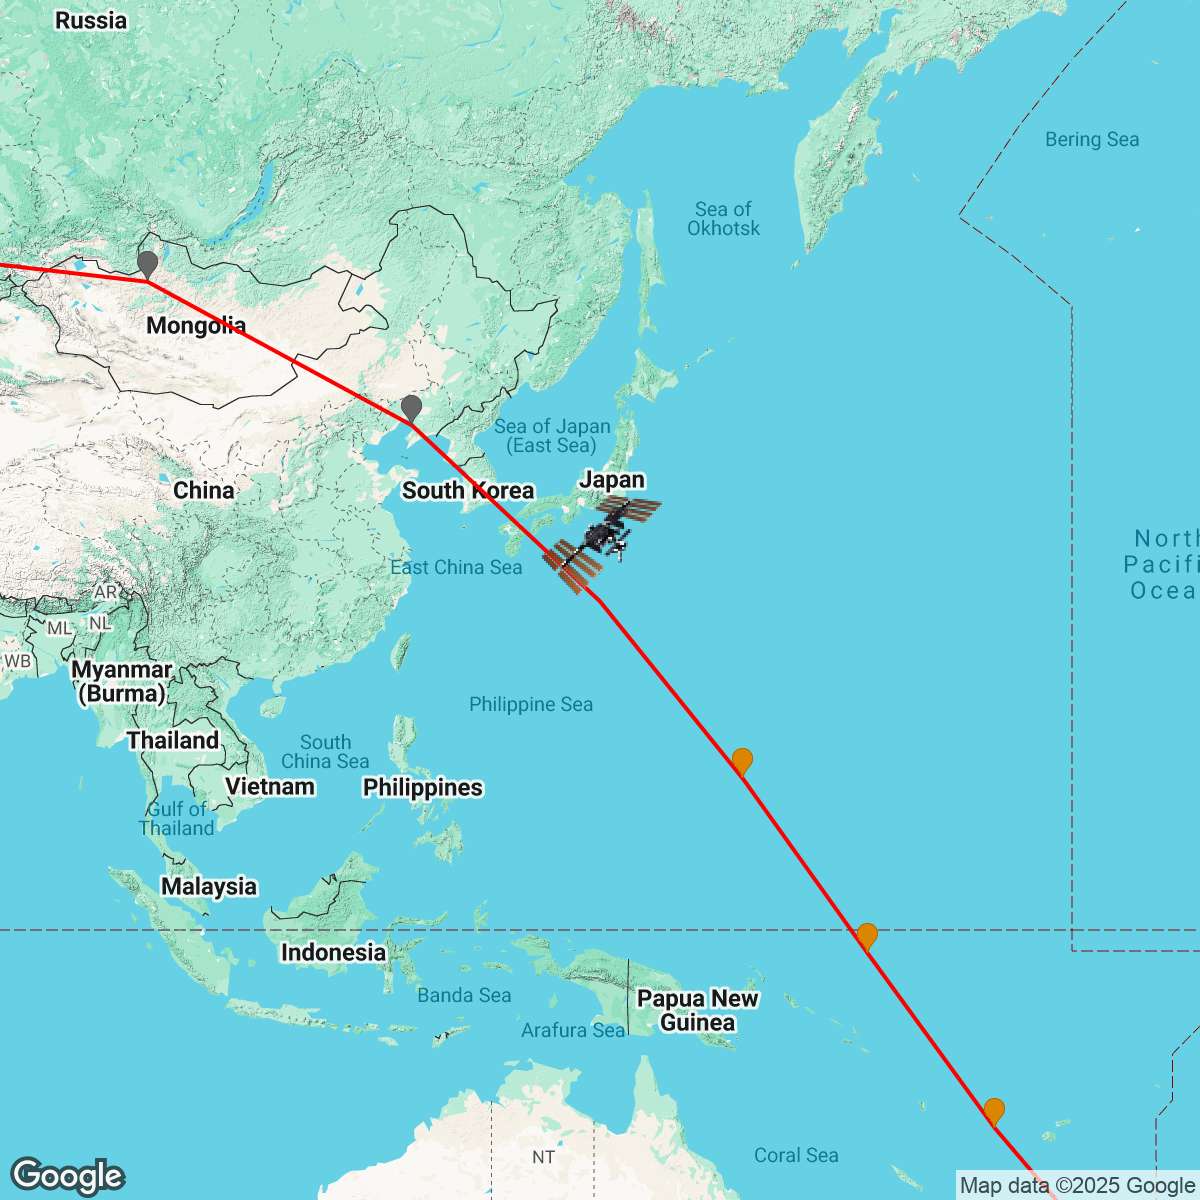 Russia
Bering Sea
Sea of
Okhotsk
Mongolia
Sea of Japan
(East Sea)
Japan
China
South Korea
North
Pacifi
Ocea
East China Sea
AR
ML
NL
WB
Myanmar
(Burma)
Philippine Sea
Thailand
South
China Sea
Vietnam
Philippines
Gulf of
Thailand
Malaysia
Indonesia
Banda Sea
Papua New
Guinea
Arafura Sea
NT
Coral Sea
Google
Map data ©2025 Google